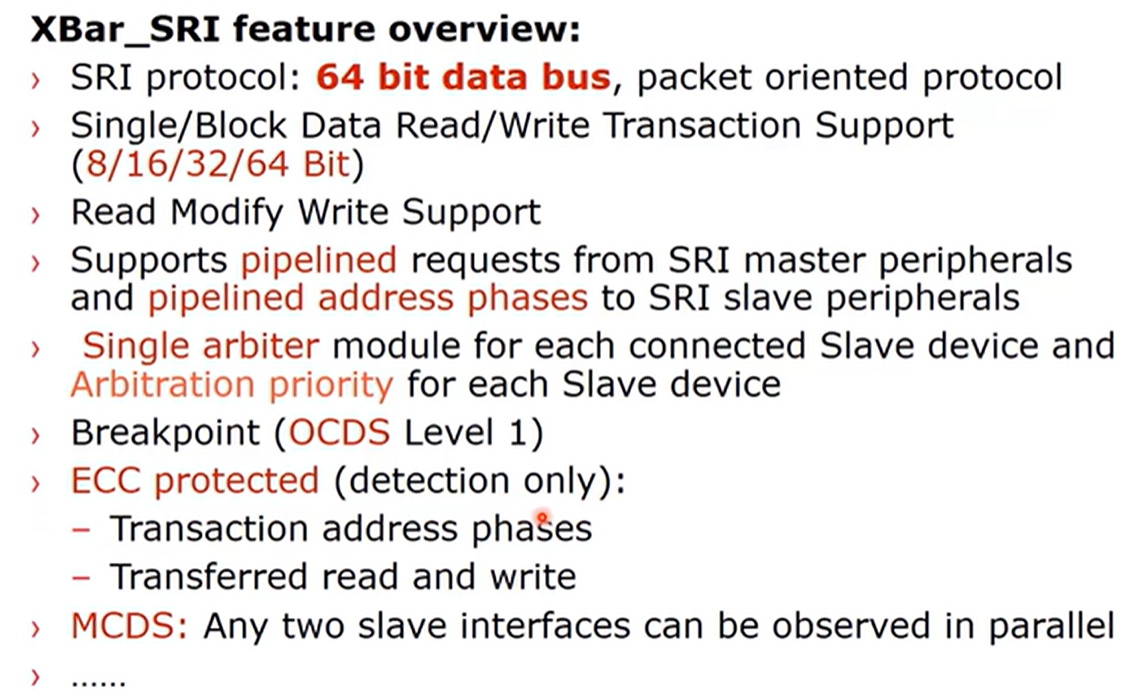 XBar_SRI feature overview:
› SRI protocol: 64 bit data bus, packet oriented protocol
› Single/Block Data Read/Write Transaction Support
(8/16/32/64 Bit)
› Read Modify Write Support
› Supports pipelined requests from SRI master peripherals
and pipelined address phases to SRI slave peripherals
› Single arbiter module for each connected Slave device and
Arbitration priority for each Slave device
› Breakpoint (OCDS Level 1)
› ECC protected (detection only):
– Transaction address phases
– Transferred read and write
› MCDS: Any two slave interfaces can be observed in parallel
› ......